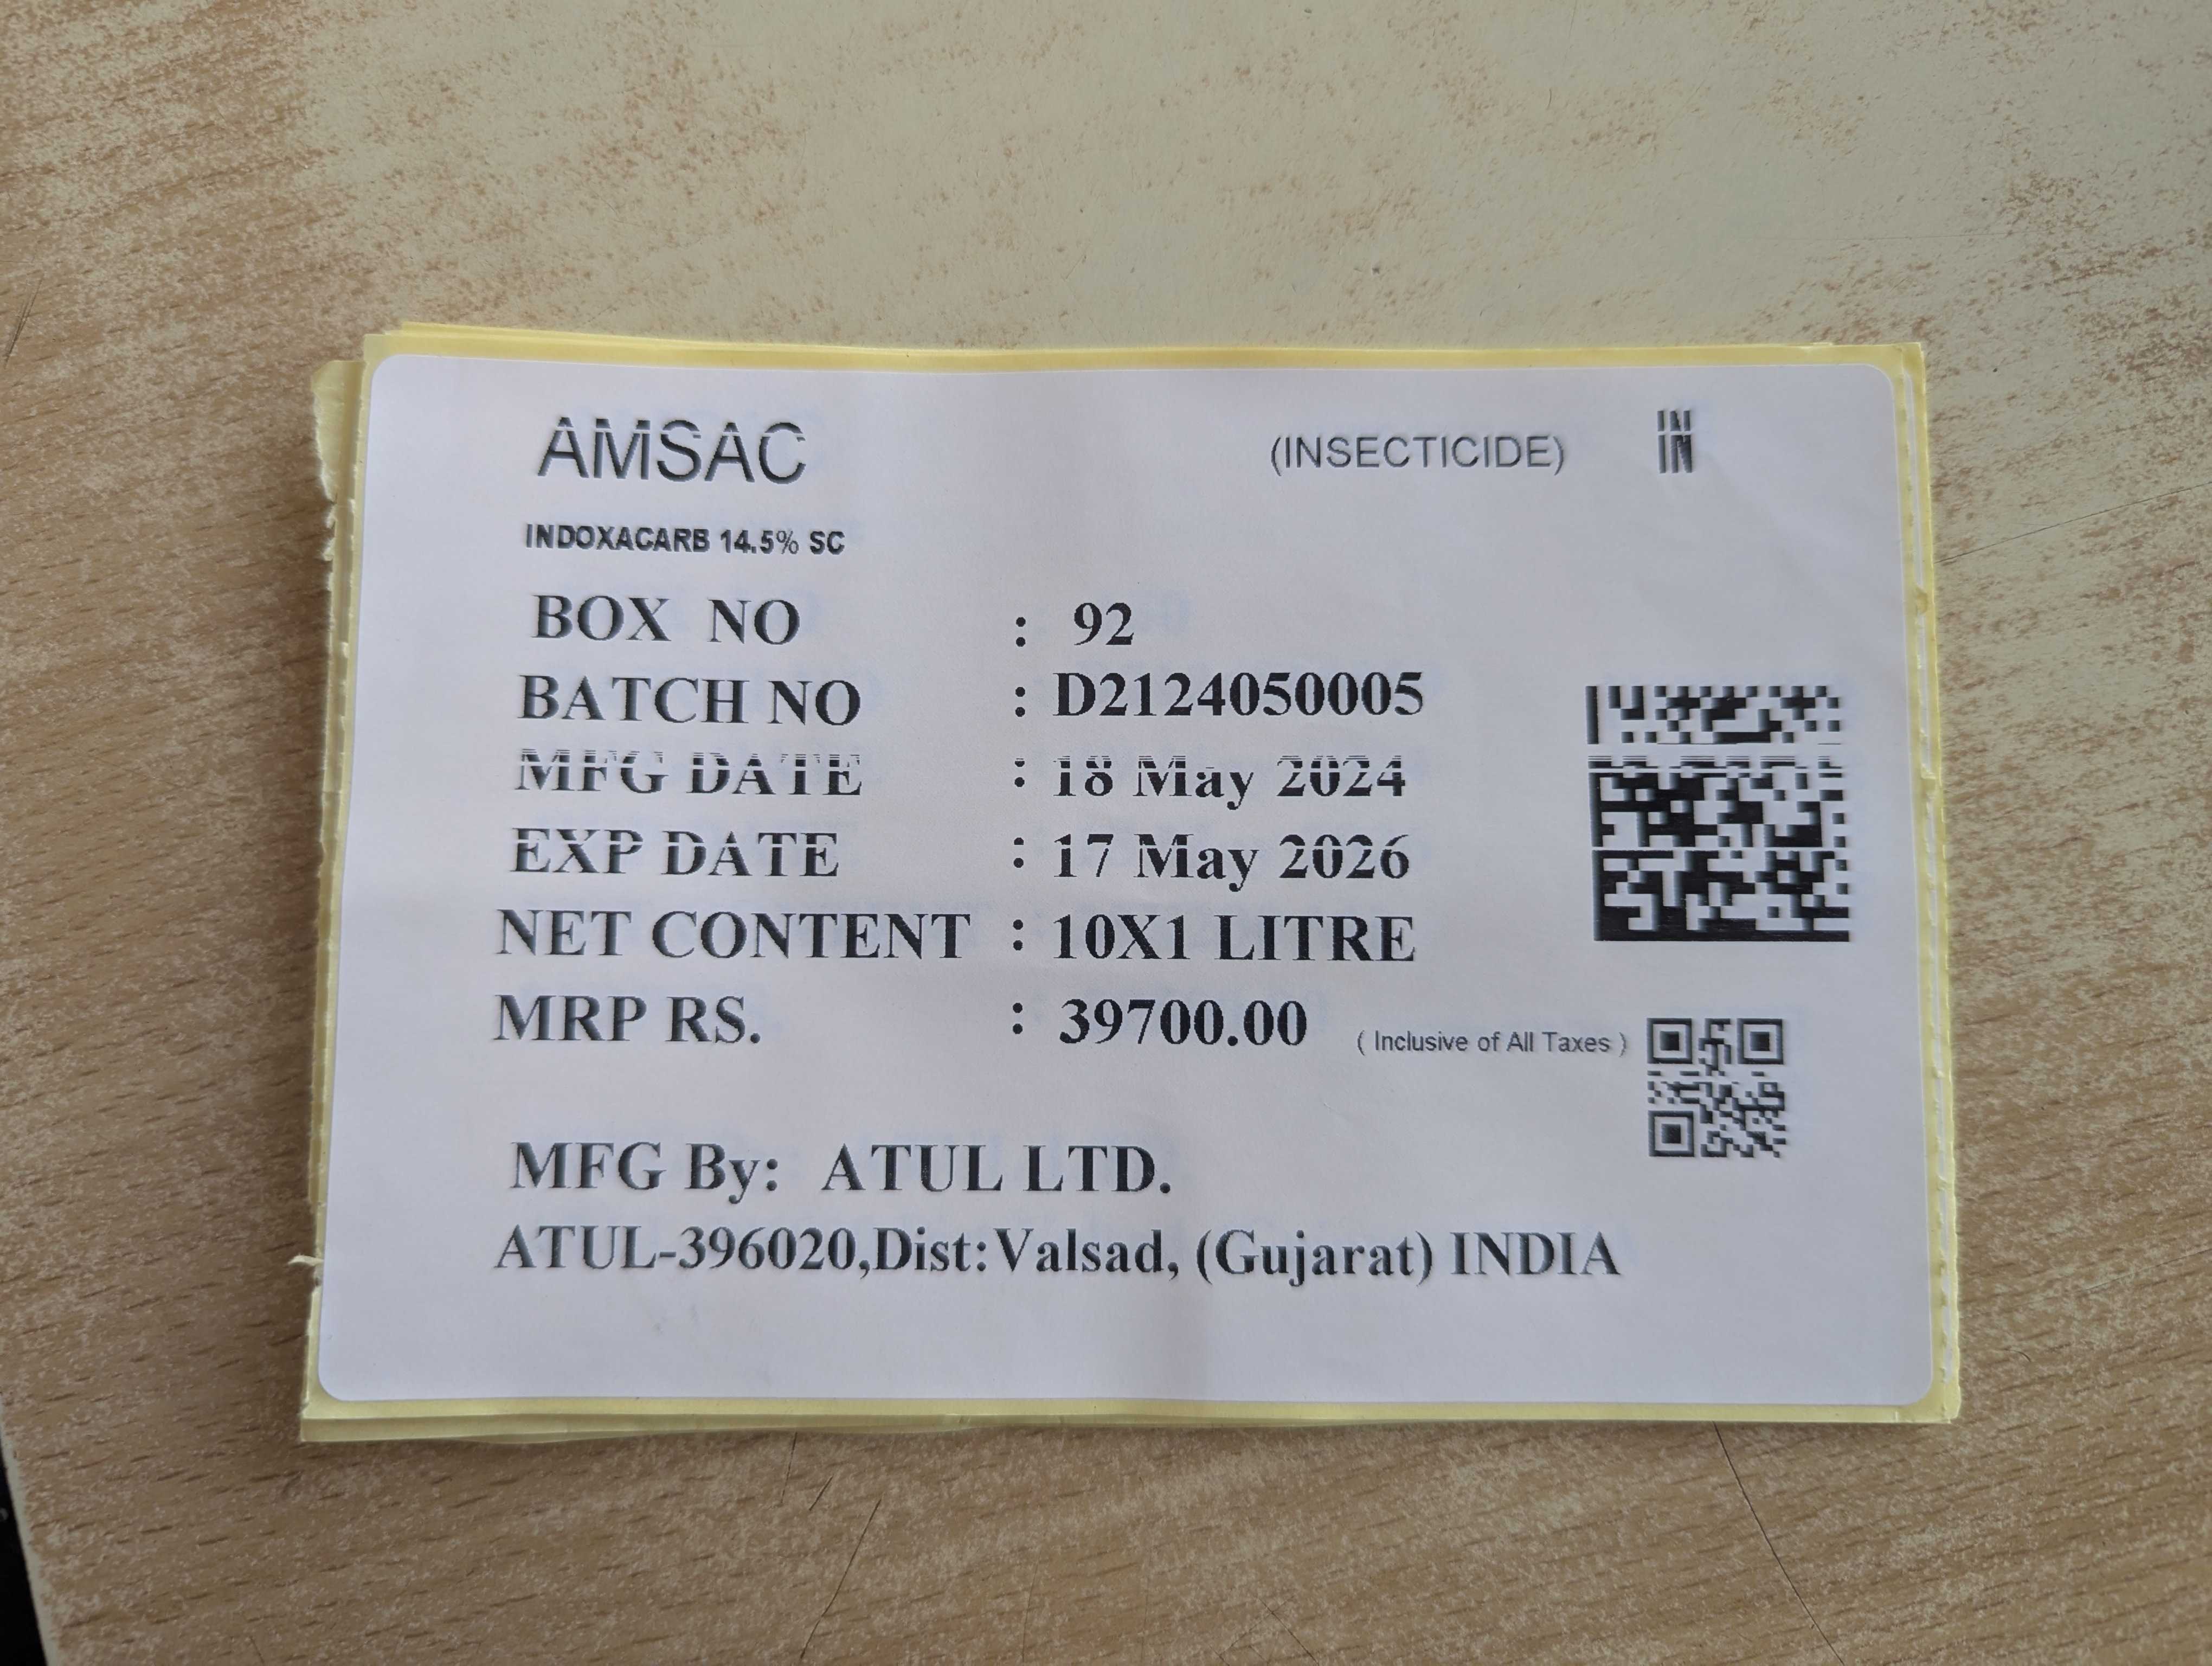 AMSAC (INSECTICIDE) IN
INDOXACARB 14.5% SC
BOX NO : 92
BATCH NO : D2124050005
MFG DATE : 18 May 2024
EXP DATE : 17 May 2026
NET CONTENT : 10X1 LITRE
MRP RS. : 39700.00 ( Inclusive of All Taxes )
MFG By: ATUL LTD.
ATUL-396020,Dist:Valsad, (Gujarat) INDIA